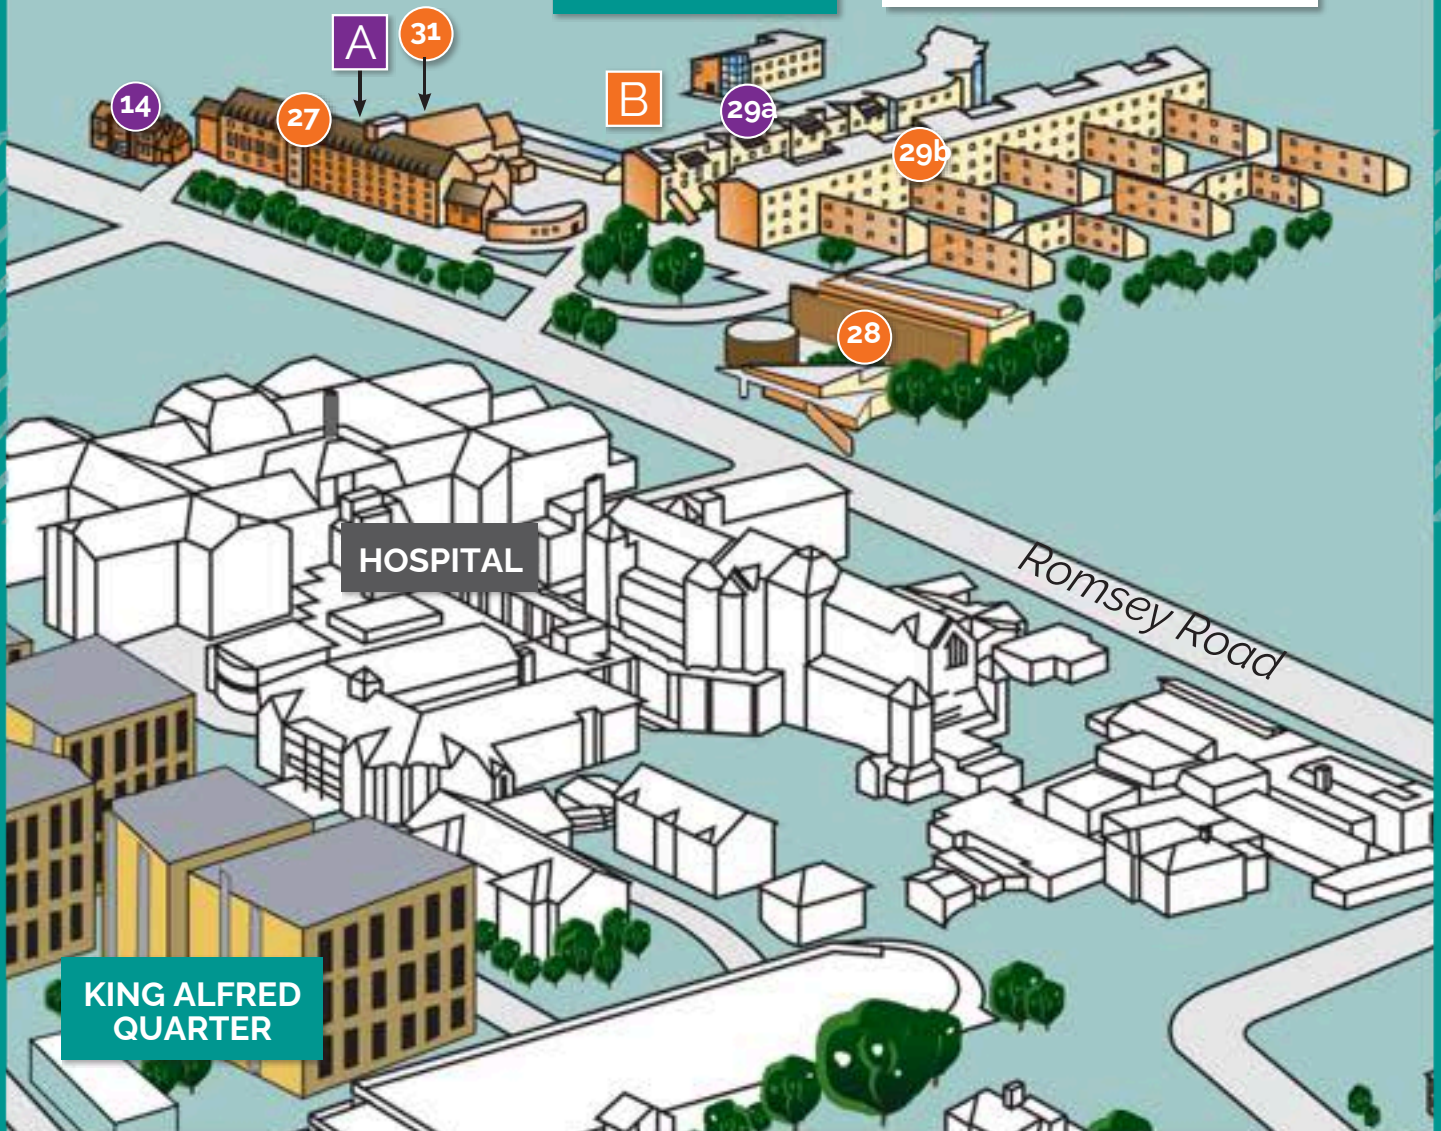 A
31
14
27
B
29a
29b
28
HOSPITAL
Romsey Road
KING ALFRED
QUARTER